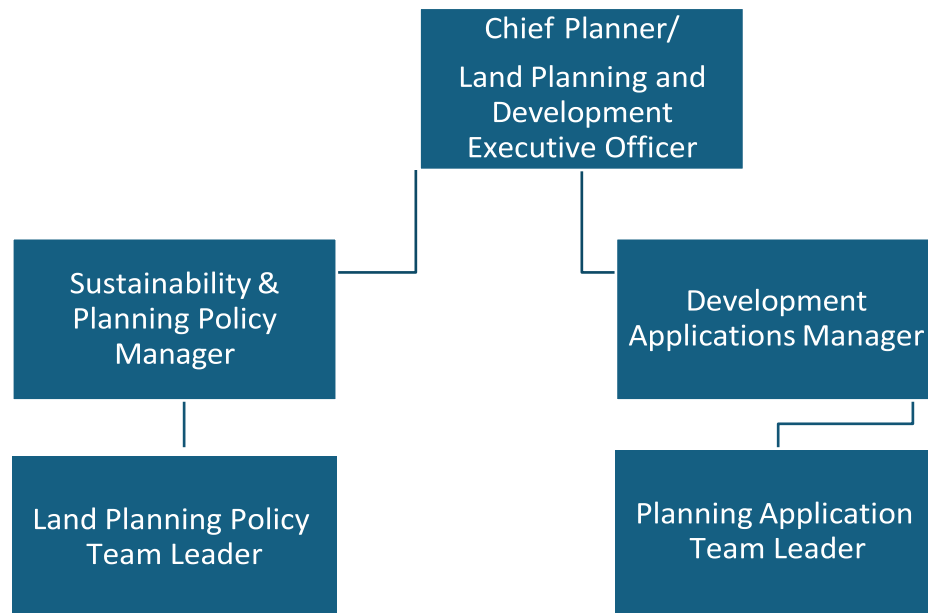 Chief Planner/
Land Planning and
Development
Executive Officer
Sustainability &
Planning Policy
Manager
Development
Applications Manager
Land Planning Policy
Team Leader
Planning Application
Team Leader